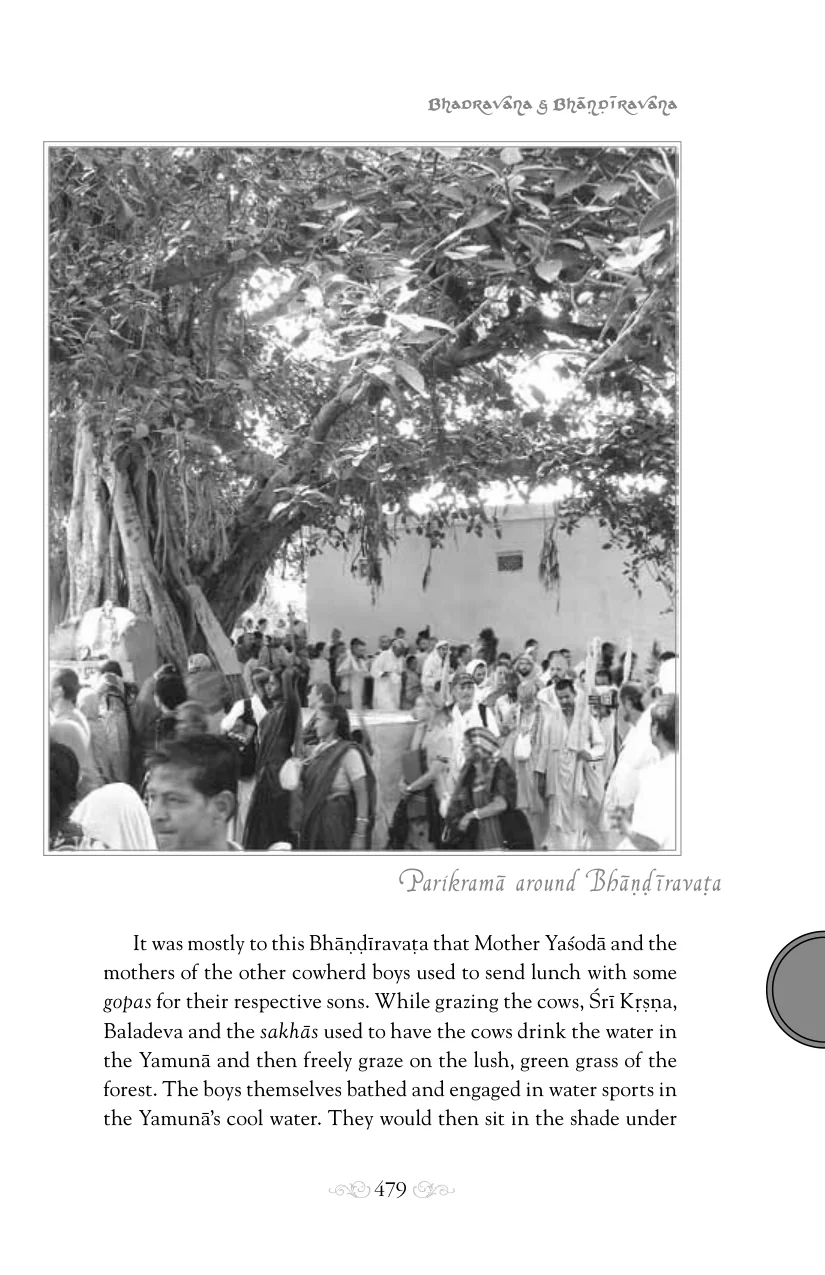 Bhadravana & Bhāṇḍīravana
Parikramā around Bhāṇḍīravaṭa
It was mostly to this Bhāṇḍīravaṭa that Mother Yaśodā and the
mothers of the other cowherd boys used to send lunch with some
gopas for their respective sons. While grazing the cows, Śrī Kṛṣṇa,
Baladeva and the sakhās used to have the cows drink the water in
the Yamunā and then freely graze on the lush, green grass of the
forest. The boys themselves bathed and engaged in water sports in
the Yamunā’s cool water. They would then sit in the shade under
479